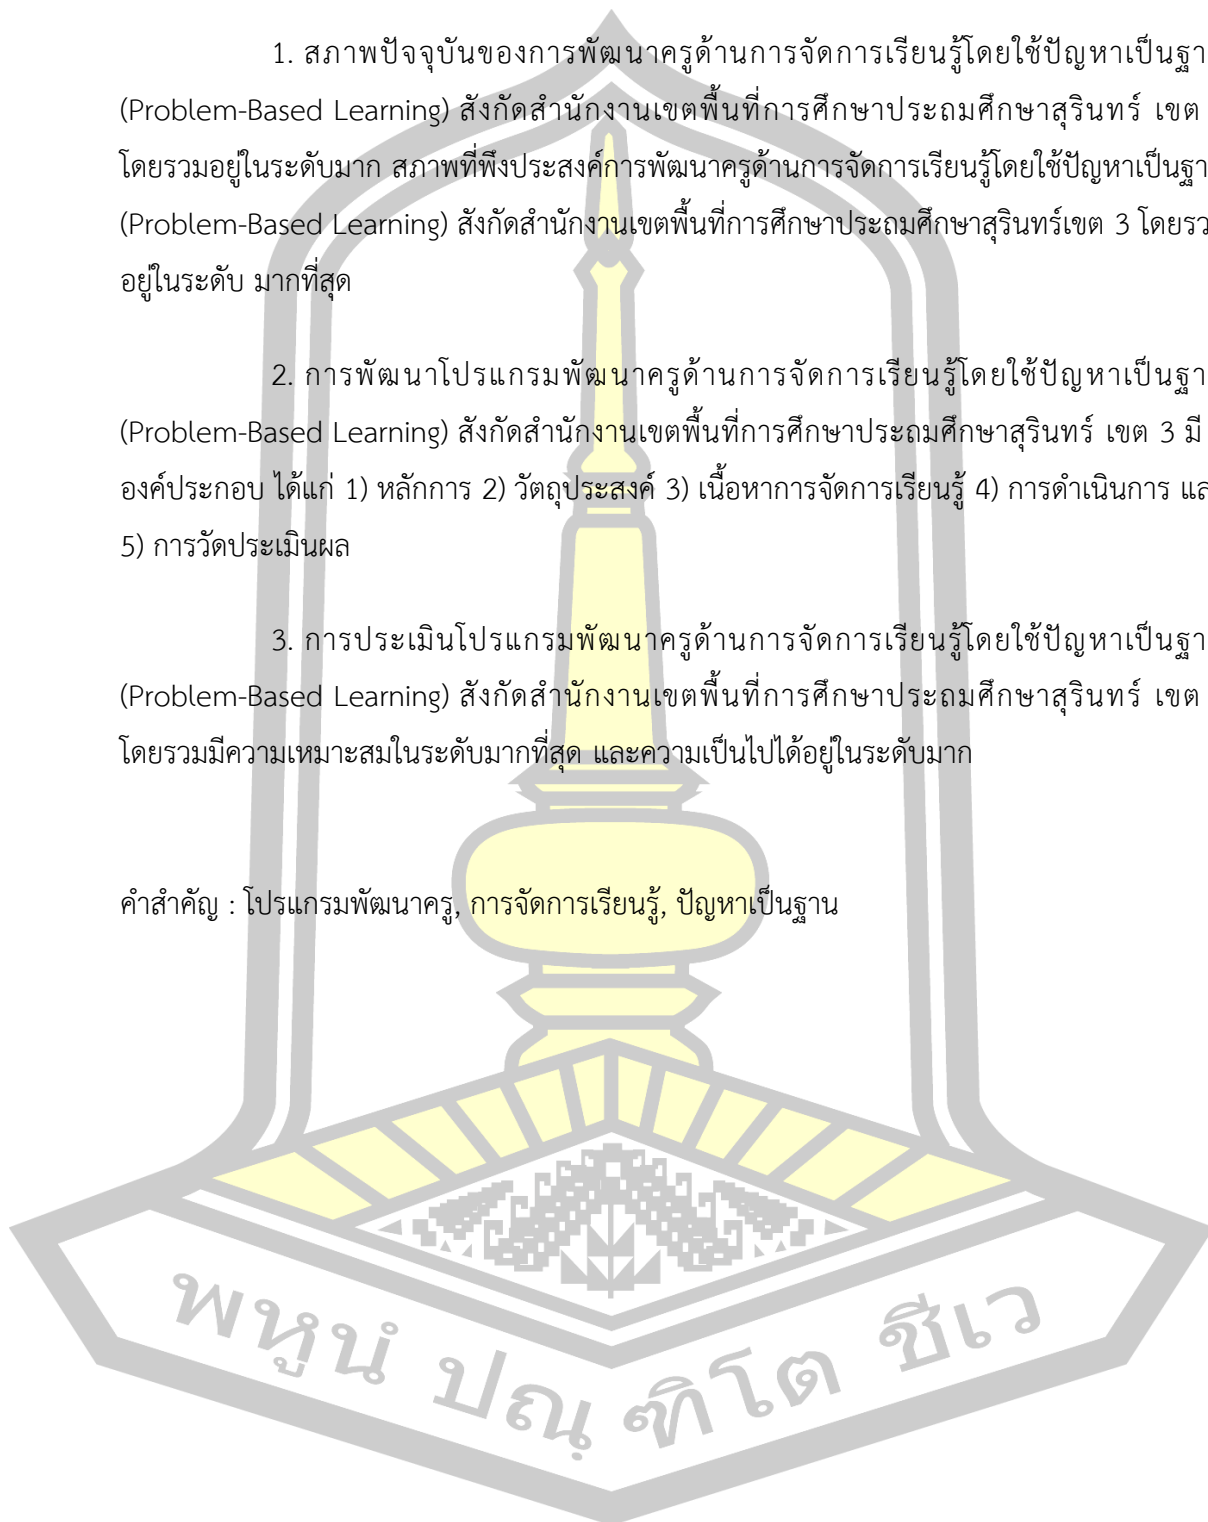 1. สภาพปัจจุบันของการพัฒนาครูด้านการจัดการเรียนรู้โดยใช้ปัญหาเป็นฐา
(Problem-Based Learning) สังกัดสำนักงานเขตพื้นที่การศึกษาประถมศึกษาสุรินทร์ เขต
โดยรวมอยู่ในระดับมาก สภาพที่พึงประสงค์การพัฒนาครูด้านการจัดการเรียนรู้โดยใช้ปัญหาเป็นฐา
(Problem-Based Learning) สังกัดสำนักงานเขตพื้นที่การศึกษาประถมศึกษาสุรินทร์เขต 3 โดยรว
อยู่ในระดับ มากที่สุด
2. การพัฒนาโปรแกรมพัฒนาครูด้านการจัดการเรียนรู้โดยใช้ปัญหาเป็นฐา
(Problem-Based Learning) สังกัดสำนักงานเขตพื้นที่การศึกษาประถมศึกษาสุรินทร์ เขต 3 มี
องค์ประกอบ ได้แก่ 1) หลักการ 2) วัตถุประสงค์ 3) เนื้อหาการจัดการเรียนรู้ 4) การดำเนินการ แล
5) การวัดประเมินผล
3. การประเมินโปรแกรมพัฒนาครูด้านการจัดการเรียนรู้โดยใช้ปัญหาเป็นฐา
(Problem-Based Learning) สังกัดสำนักงานเขตพื้นที่การศึกษาประถมศึกษาสุรินทร์ เขต
โดยรวมมีความเหมาะสมในระดับมากที่สุด และความเป็นไปได้อยู่ในระดับมาก
คำสำคัญ : โปรแกรมพัฒนาครู, การจัดการเรียนรู้, ปัญหาเป็นฐาน
พหูนํ ปณฺฑิโต ชีเว